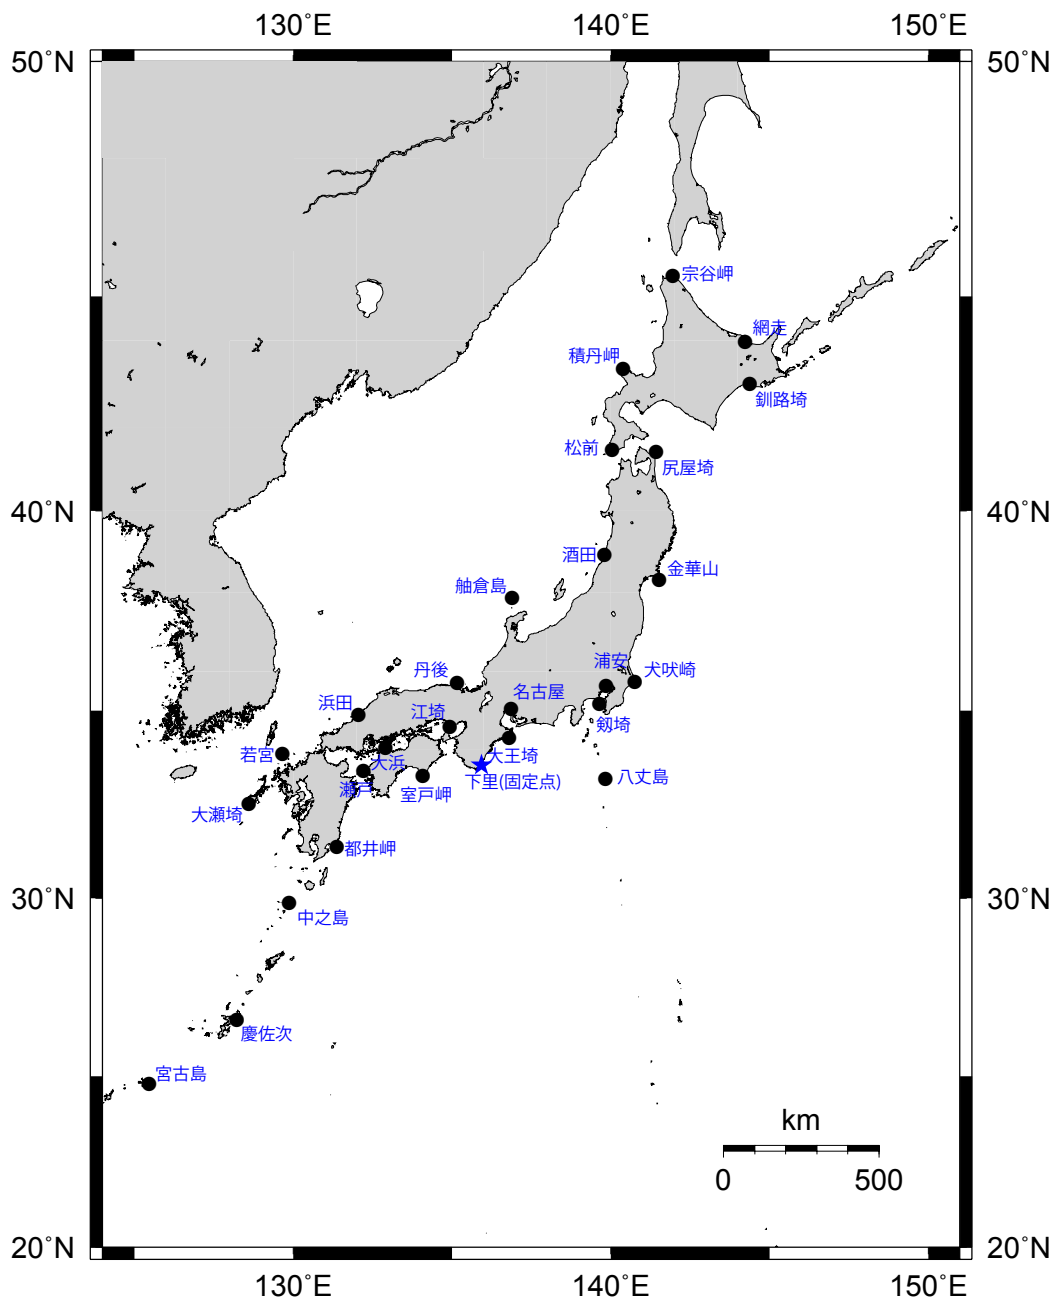 130°E 140°E 150°E
50°N 50°N
宗谷岬
網走
積丹岬
釧路埼
松前
尻屋埼
40°N 40°N
酒田
金華山
舳倉島
浦安
犬吠崎
丹後
名古屋
浜田
江埼
剱埼
若宮
大浜
大王埼
瀬戸
室戸岬
下里(固定点)
八丈島
大瀬埼
都井岬
30°N 30°N
中之島
慶佐次
宮古島
km
0 500
20°N 20°N
130°E 140°E 150°E